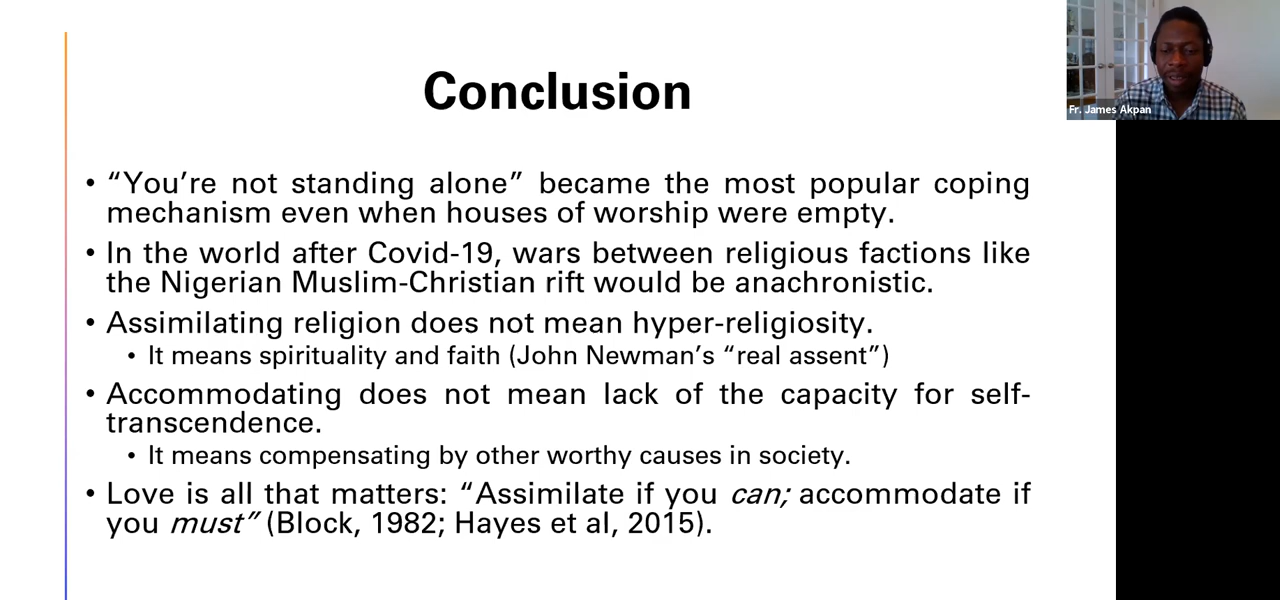 Conclusion
Fr. James Akpan
• “You’re not standing alone” became the most popular coping
mechanism even when houses of worship were empty.
• In the world after Covid-19, wars between religious factions like
the Nigerian Muslim-Christian rift would be anachronistic.
• Assimilating religion does not mean hyper-religiosity.
• It means spirituality and faith (John Newman’s “real assent”)
• Accommodating does not mean lack of the capacity for self-
transcendence.
• It means compensating by other worthy causes in society.
• Love is all that matters: “Assimilate if you can; accommodate if
you must” (Block, 1982; Hayes et al, 2015).